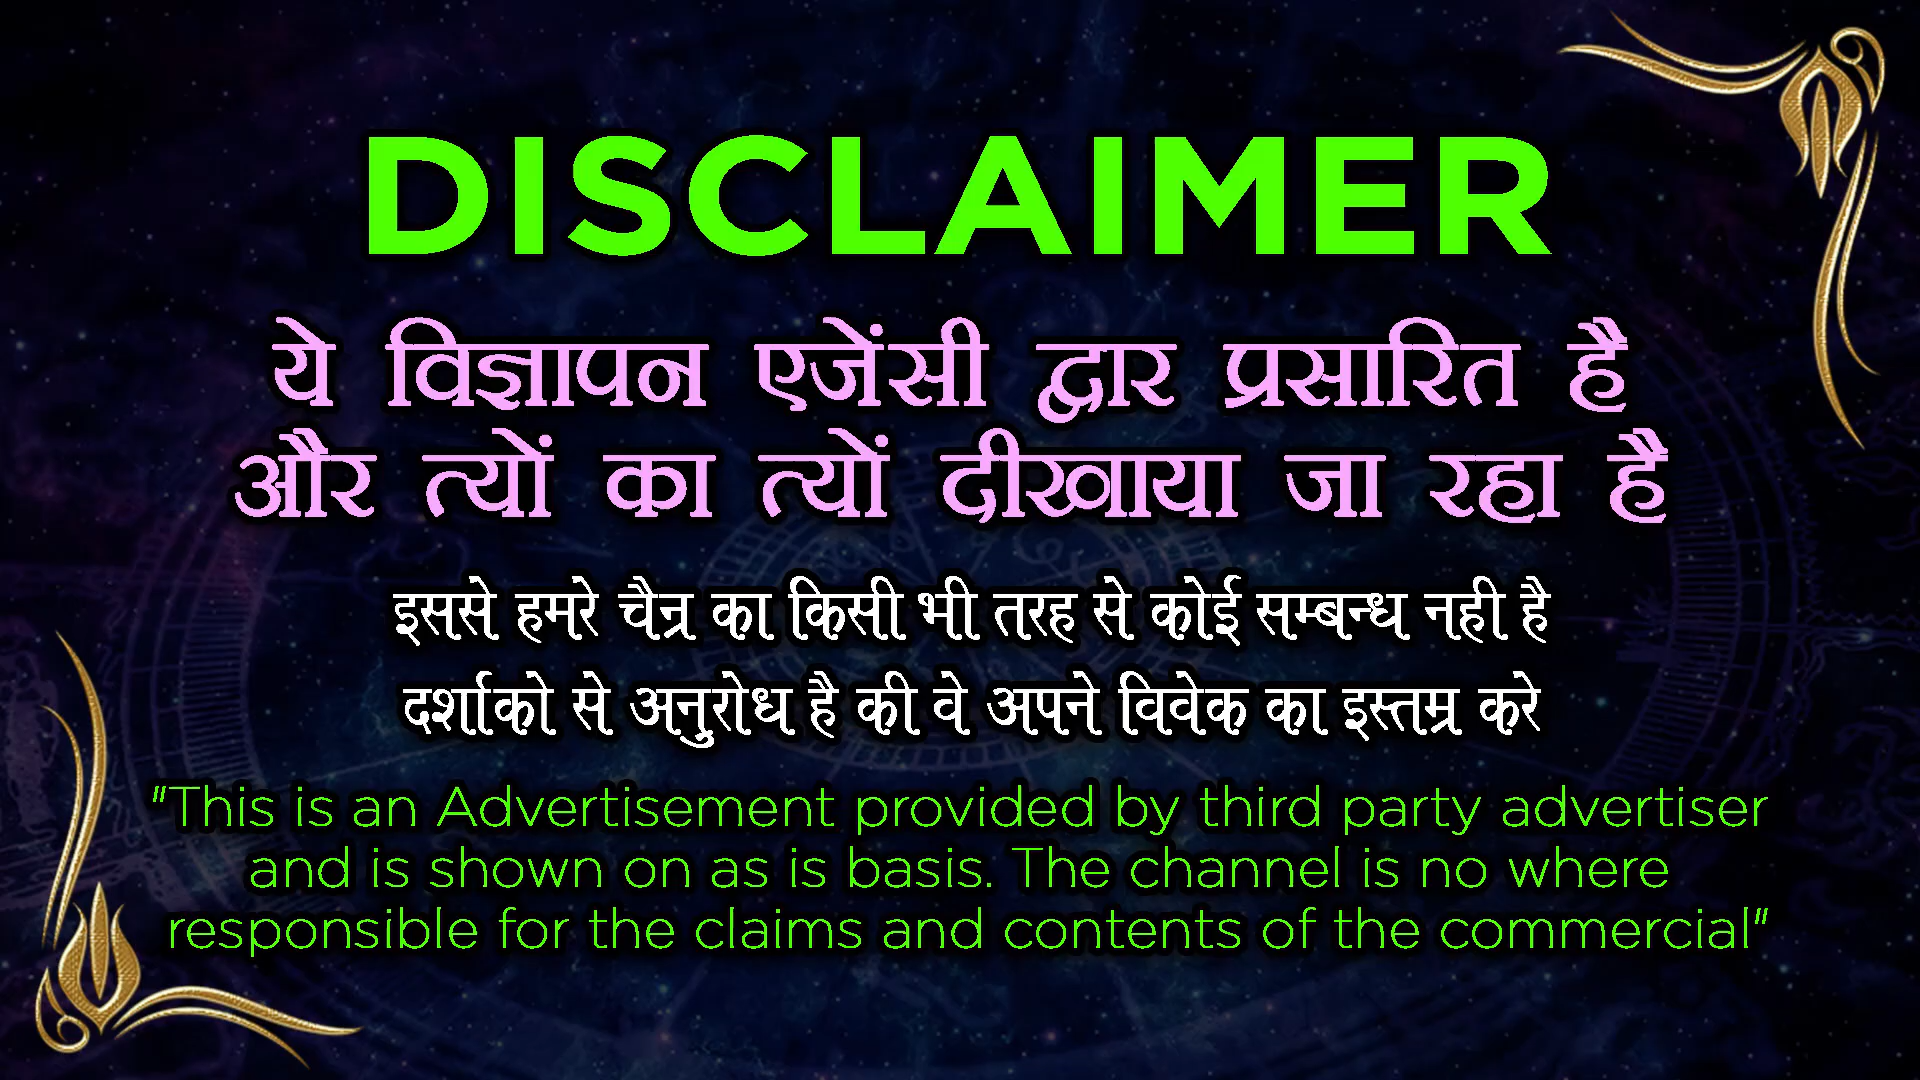 DISCLAIMER
ये विज्ञापन एजेंसी द्वार प्रसारित है
और त्यों का त्यों दीखाया जा रहा है
इससे हमरे चैन्र का किसी भी तरह से कोई सम्बन्ध नही है
दर्शाको से अनुरोध है की वे अपने विवेक का इस्तम्र करे
"This is an Advertisement provided by third party advertiser
and is shown on as is basis. The channel is no where
responsible for the claims and contents of the commercial"